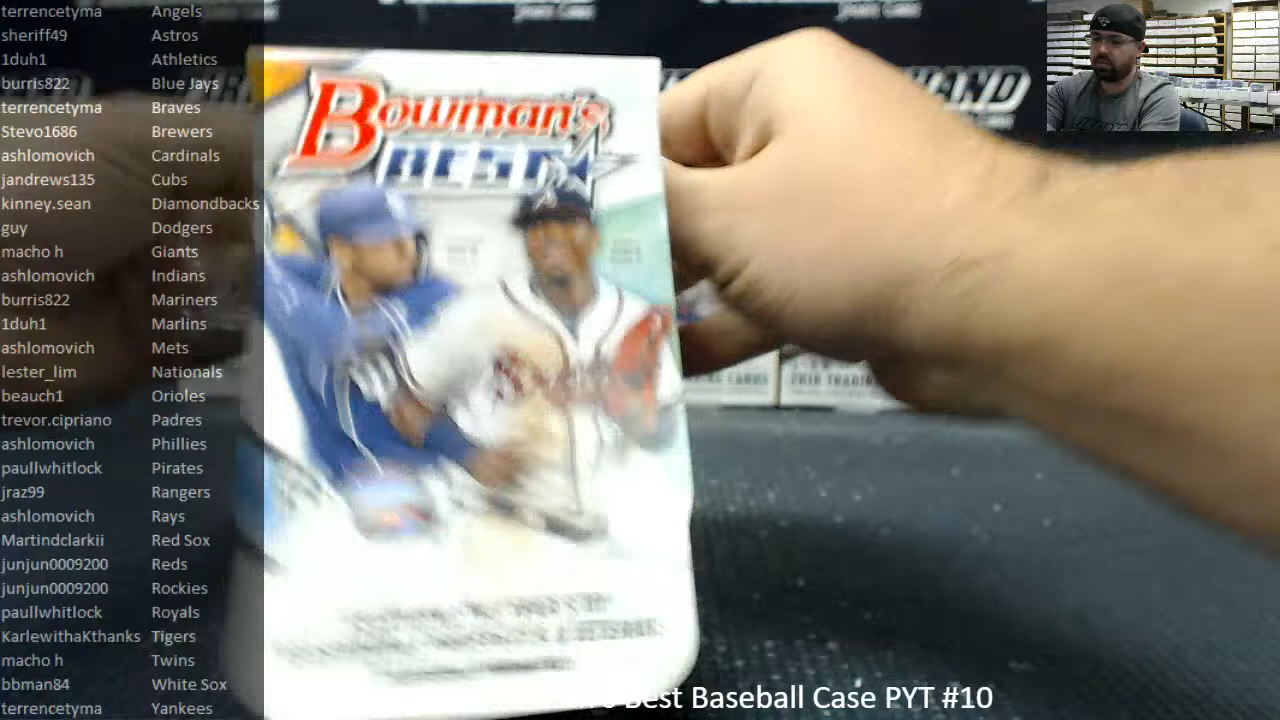 terrencetyma Angels
sheriff49 Astros
1duh1 Athletics
burris822 Blue Jays
terrencetyma Braves
Stevo1686 Brewers
ashlomovich Cardinals
jandrews135 Cubs
kinney.sean Diamondbacks
guy Dodgers
macho h Giants
ashlomovich Indians
burris822 Mariners
1duh1 Marlins
ashlomovich Mets
lester_lim Nationals
beauch1 Orioles
trevor.cipriano Padres
ashlomovich Phillies
paullwhitlock Pirates
jraz99 Rangers
ashlomovich Rays
Martindclarkii Red Sox
junjun0009200 Reds
junjun0009200 Rockies
paullwhitlock Royals
KarlewithaKthanks Tigers
macho h Twins
bbman84 White Sox
terrencetyma Yankees
Bowman's
BEST
Best Baseball Case PYT #10